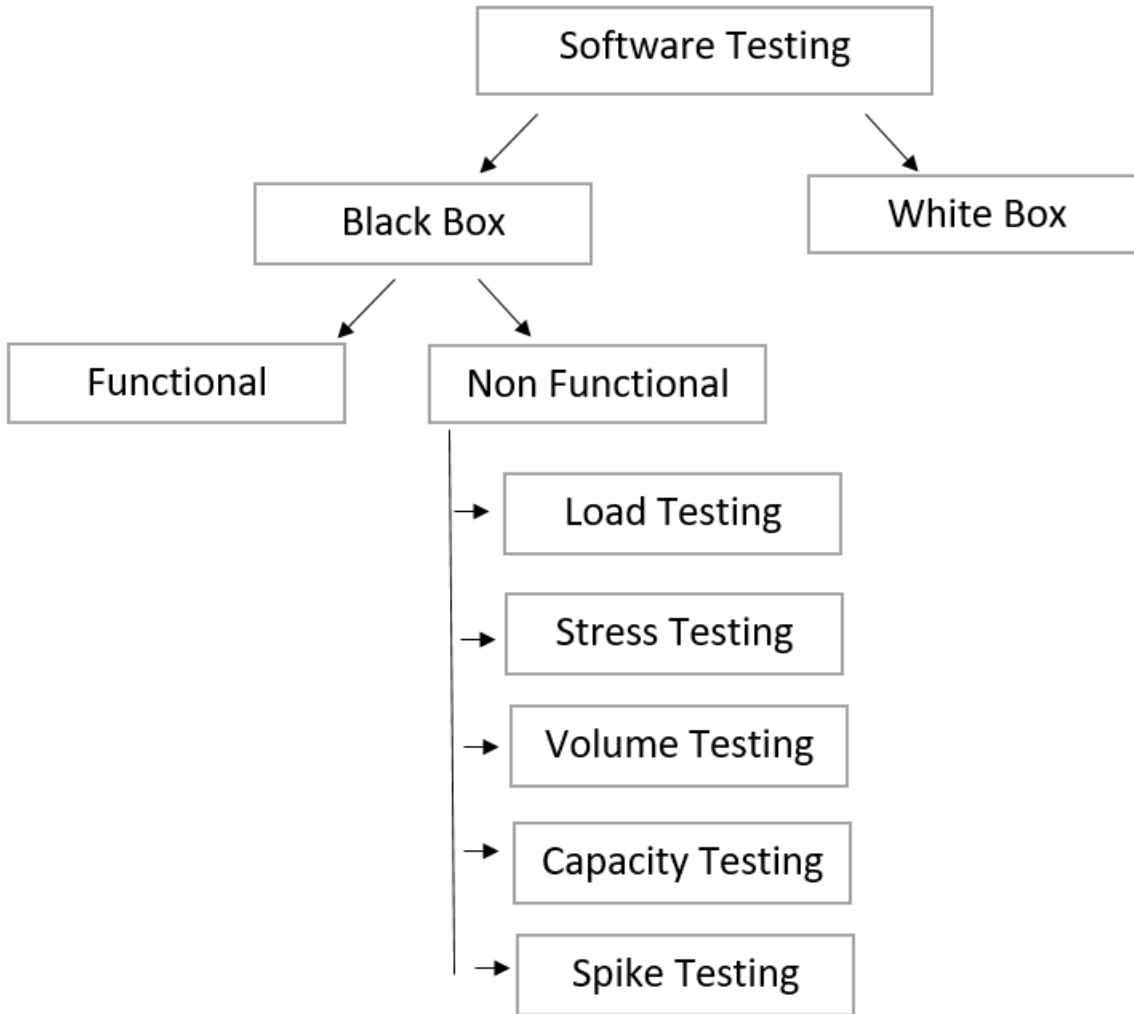 Software Testing
Black Box
White Box
Functional
Non Functional
Load Testing
Stress Testing
Volume Testing
Capacity Testing
Spike Testing